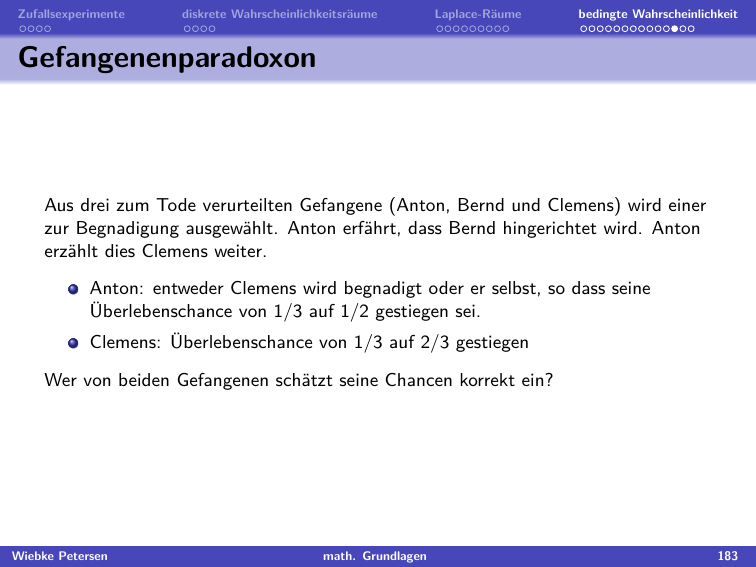 Zufallsexperimente
diskrete Wahrscheinlichkeitsräume
Laplace-Räume
bedingte Wahrscheinlichkeit
Gefangenenparadoxon
Aus drei zum Tode verurteilten Gefangene (Anton, Bernd und Clemens) wird einer
zur Begnadigung ausgewählt. Anton erfährt, dass Bernd hingerichtet wird. Anton
erzählt dies Clemens weiter.
Anton: entweder Clemens wird begnadigt oder er selbst, so dass seine
Überlebenschance von 1/3 auf 1/2 gestiegen sei.
Clemens: Überlebenschance von 1/3 auf 2/3 gestiegen
Wer von beiden Gefangenen schätzt seine Chancen korrekt ein?
Wiebke Petersen
math. Grundlagen
183